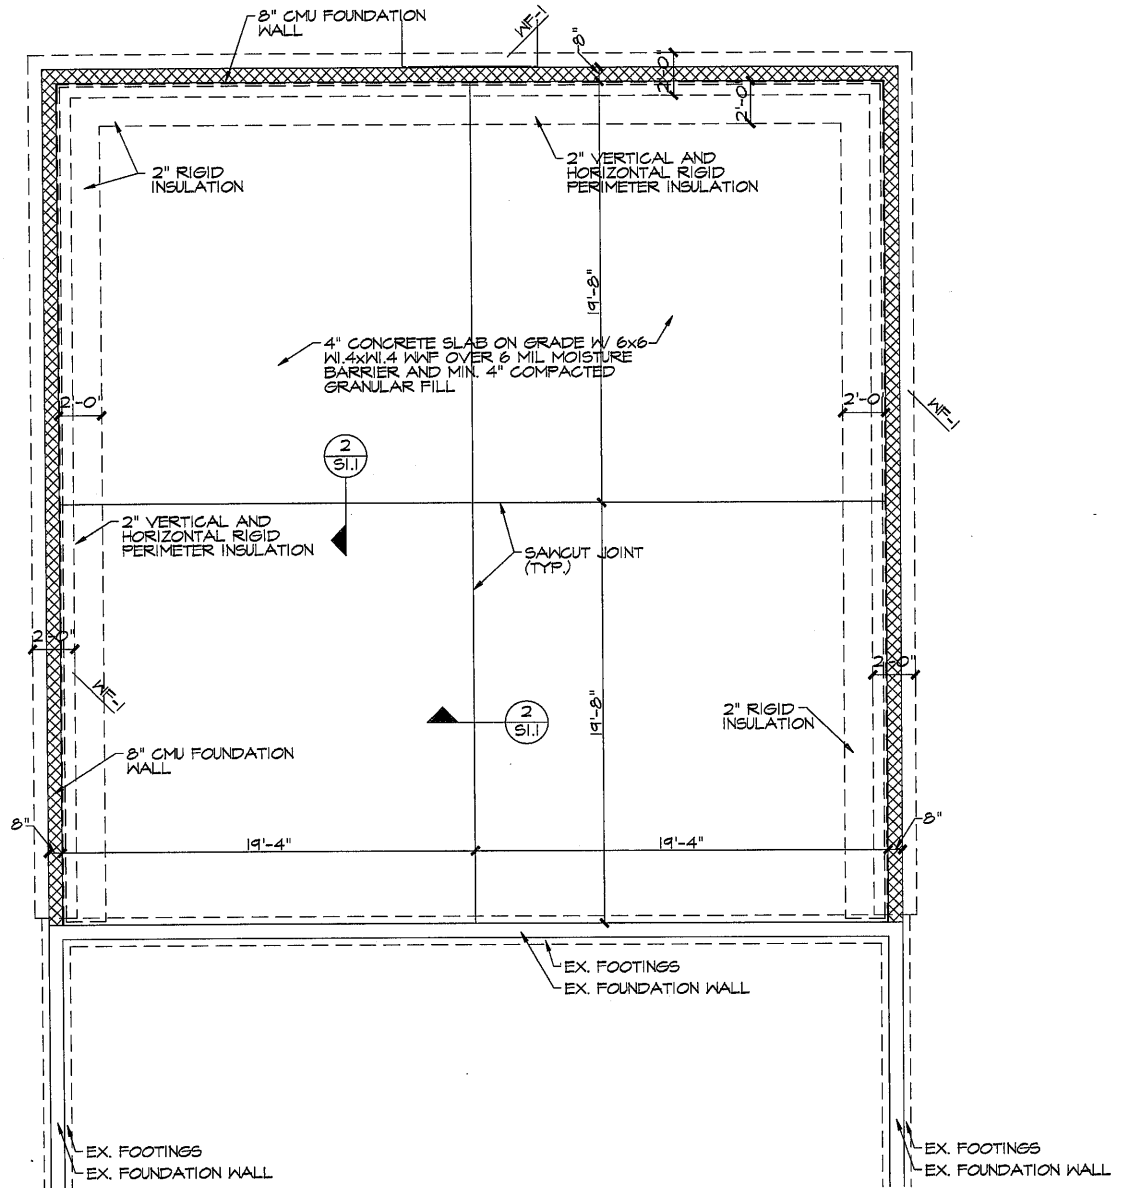 8" CMU FOUNDATION
WALL
WF-1
8"
2'-0"
2'-0"
2" RIGID
INSULATION
2" VERTICAL AND
HORIZONTAL RIGID
PERIMETER INSULATION
19'-8"
4" CONCRETE SLAB ON GRADE W/ 6x6
W1.4xW1.4 WWF OVER 6 MIL MOISTURE
BARRIER AND MIN. 4" COMPACTED
GRANULAR FILL
2'-0"
2'-0"
WF-1
2
S1.1
2" VERTICAL AND
HORIZONTAL RIGID
PERIMETER INSULATION
SAWCUT JOINT
(TYP.)
2'-0"
2'-0"
WF-1
19'-8"
2
S1.1
2" RIGID
INSULATION
8" CMU FOUNDATION
WALL
8"
8"
19'-4"
19'-4"
EX. FOOTINGS
EX. FOUNDATION WALL
EX. FOOTINGS
EX. FOUNDATION WALL
EX. FOOTINGS
EX. FOUNDATION WALL